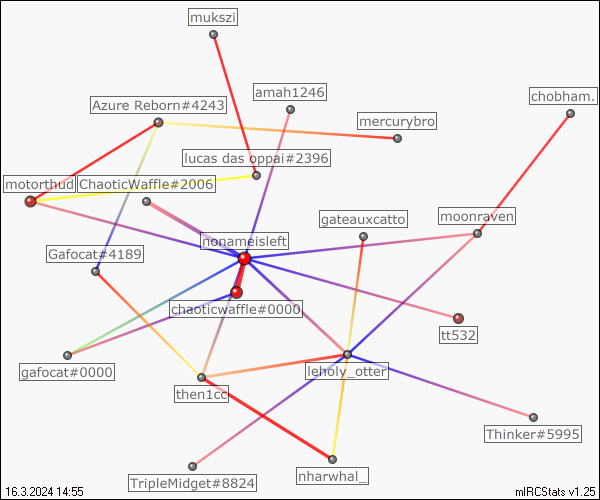 mukszi
amah1246
chobham.
Azure Reborn#4243
mercurybro
lucas das oppai#2396
motorthud
ChaoticWaffle#2006
gateauxcatto
moonraven
nonameisleft
Gafocat#4189
chaoticwaffle#0000
tt532
gafocat#0000
leholy_otter
then1cc
Thinker#5995
nharwhal_
TripleMidget#8824
16.3.2024 14:55
mIRCStats v1.25